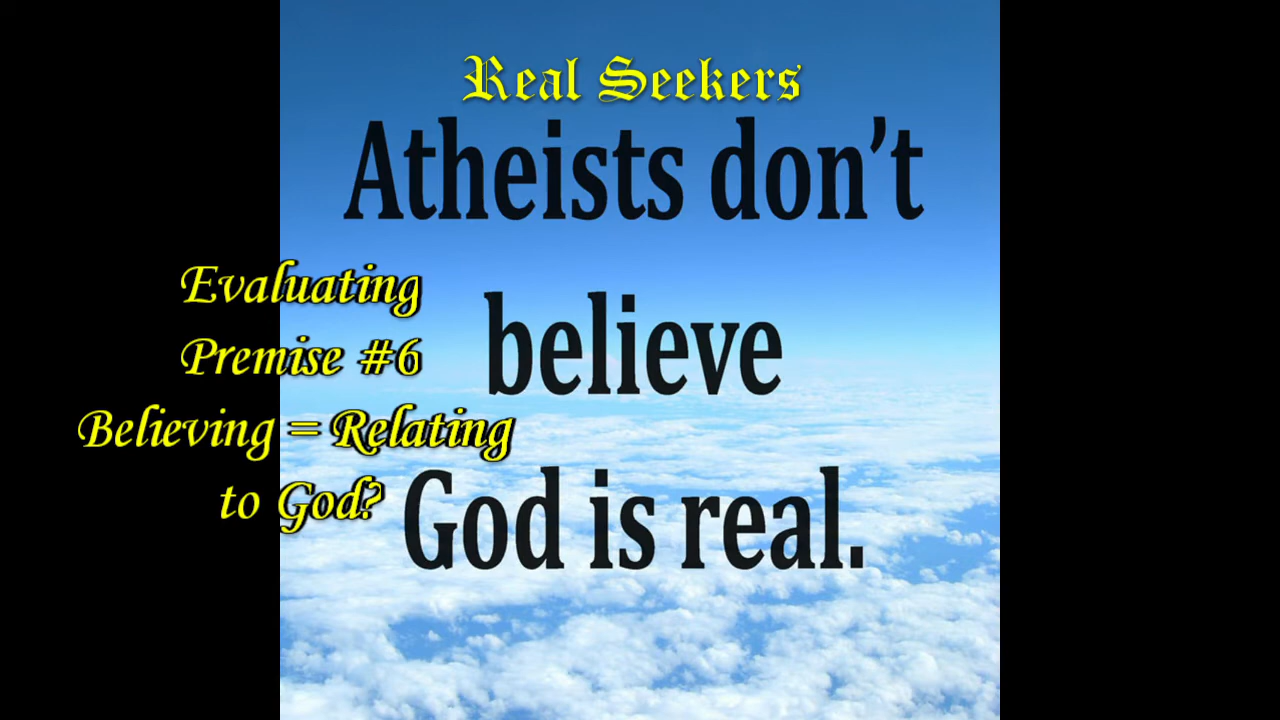 Real Seekers
Atheists don’t
believe
God is real.
Evaluating
Premise #6
Believing = Relating
to God?